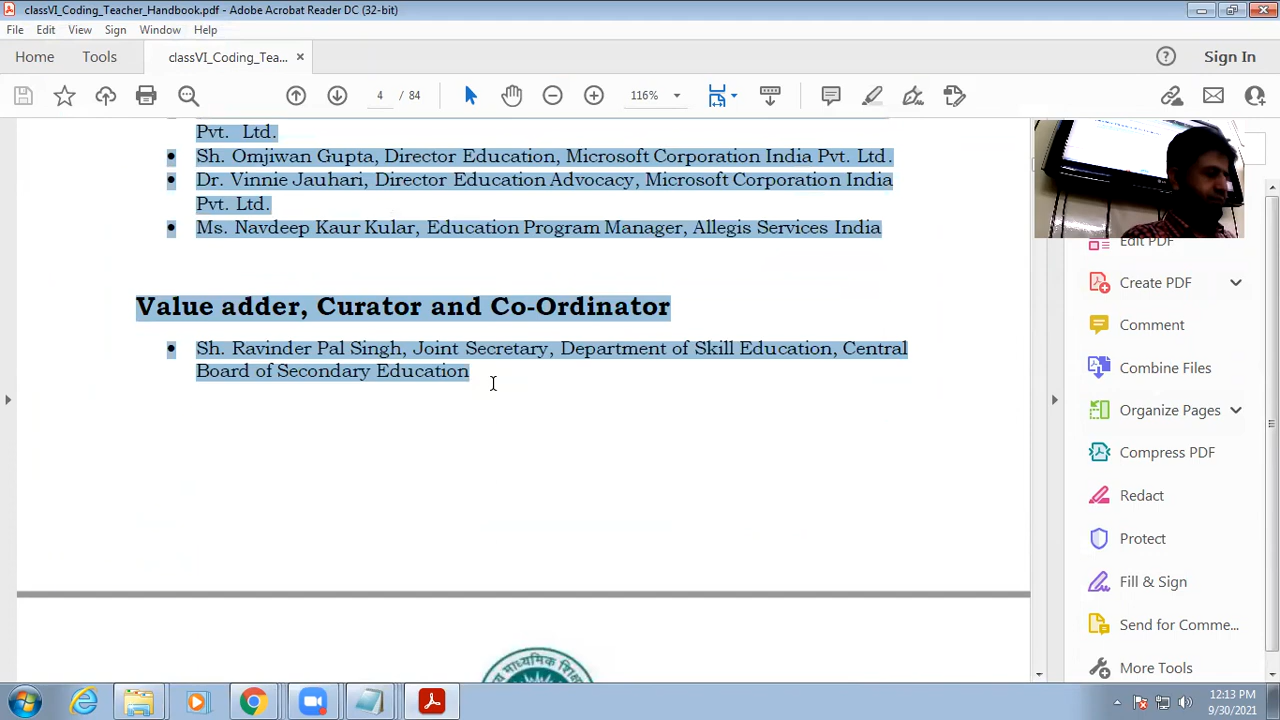 classVI_Coding_Teacher_Handbook.pdf - Adobe Acrobat Reader DC (32-bit)
File Edit View Sign Window Help
Home Tools classVI_Coding_Tea... × Sign In
4 / 84 116%
Pvt. Ltd.
• Sh. Omjiwan Gupta, Director Education, Microsoft Corporation India Pvt. Ltd.
• Dr. Vinnie Jauhari, Director Education Advocacy, Microsoft Corporation India
Pvt. Ltd.
• Ms. Navdeep Kaur Kular, Education Program Manager, Allegis Services India
Value adder, Curator and Co-Ordinator
• Sh. Ravinder Pal Singh, Joint Secretary, Department of Skill Education, Central
Board of Secondary Education
Edit PDF
Create PDF
Comment
Combine Files
Organize Pages
Compress PDF
Redact
Protect
Fill & Sign
Send for Comme...
More Tools
12:13 PM
9/30/2021